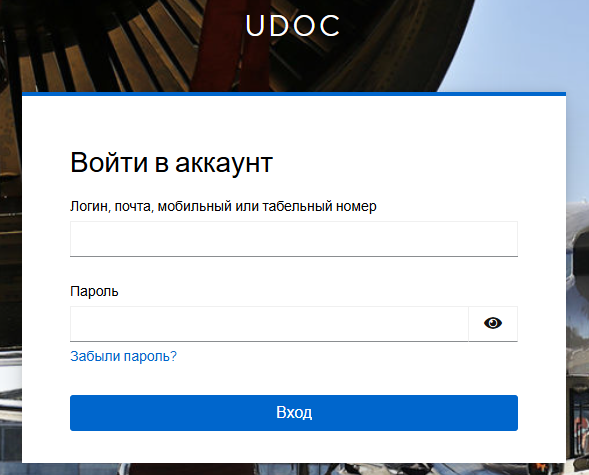 UDOC
Войти в аккаунт
Логин, почта, мобильный или табельный номер
Пароль
Забыли пароль?
Вход